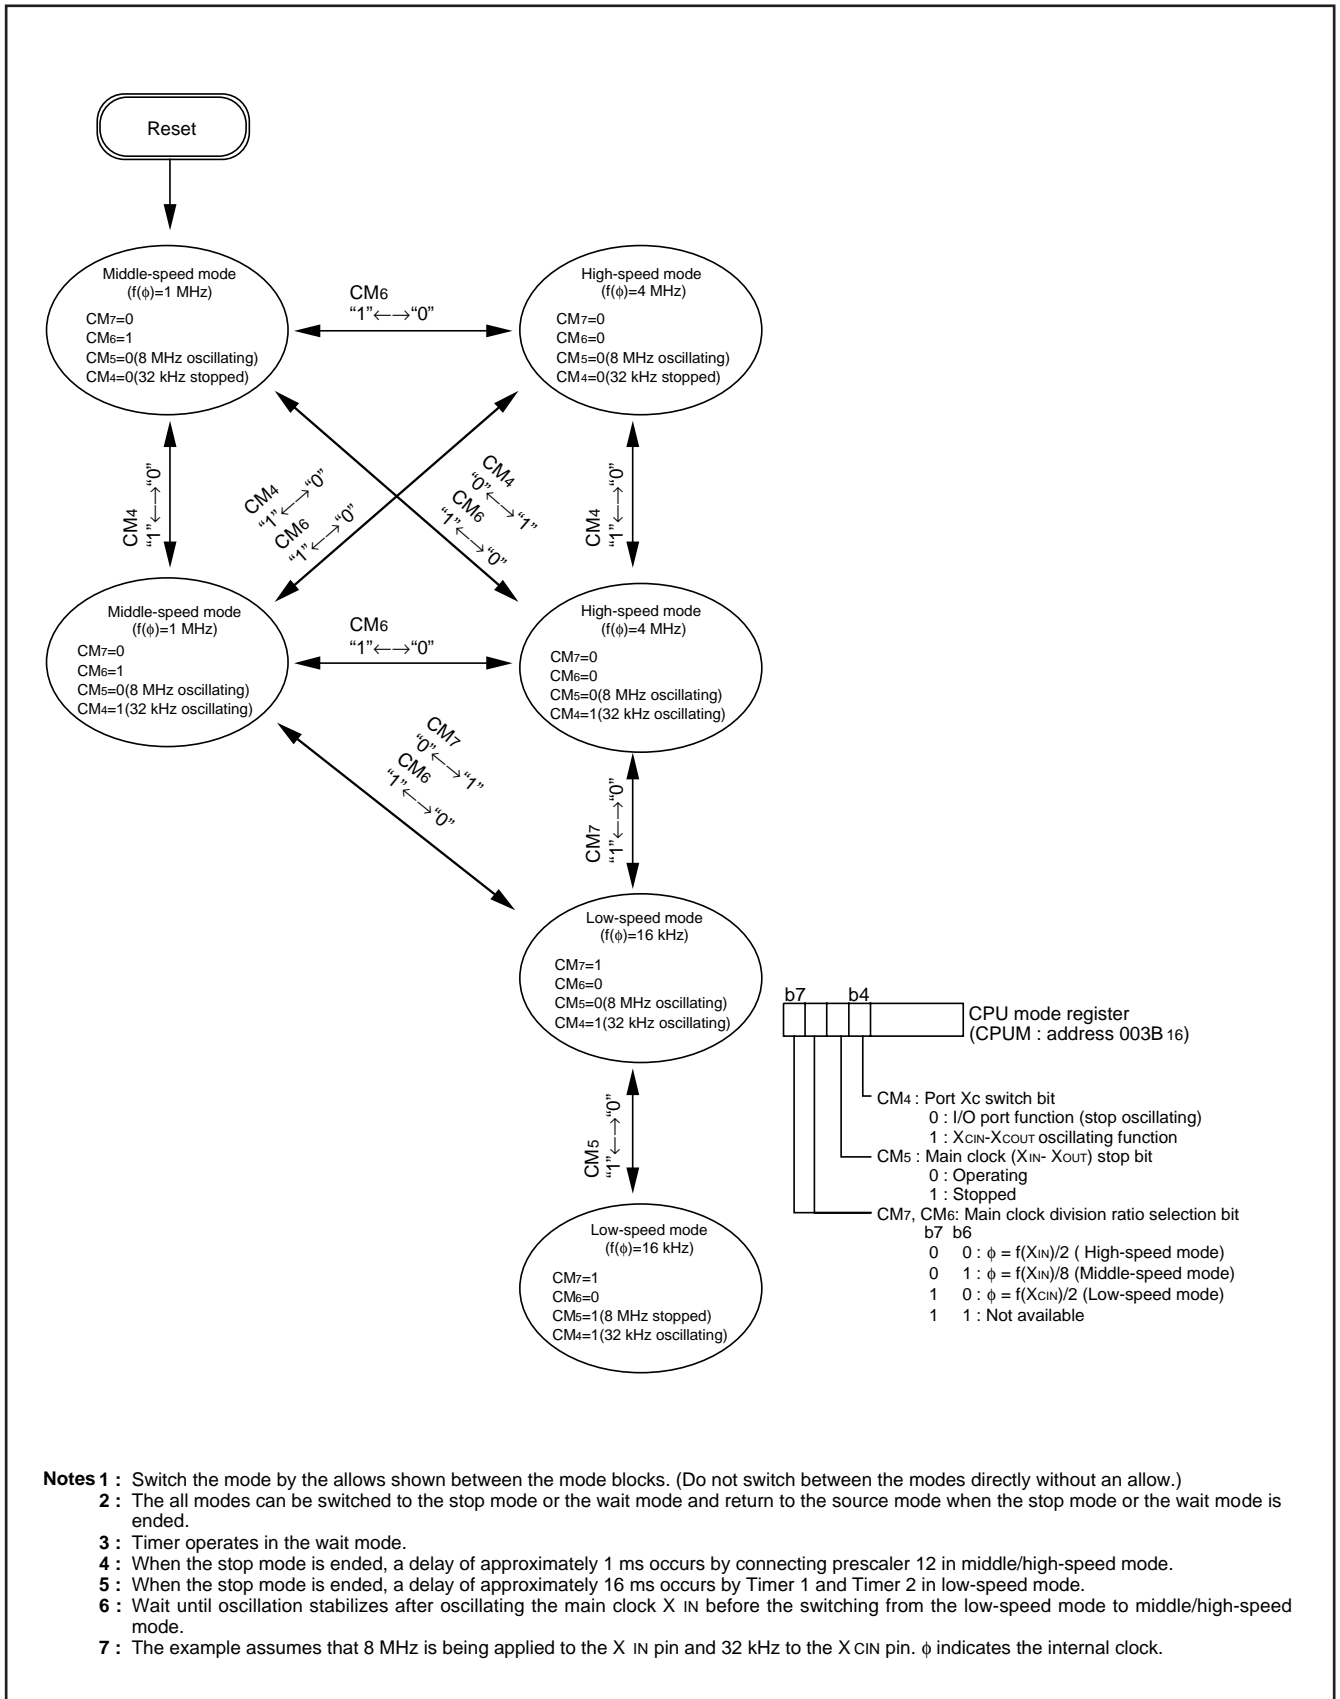 Reset
Middle-speed mode
(f(ϕ)=1 MHz)
CM7=0
CM6=1
CM5=0(8 MHz oscillating)
CM4=0(32 kHz stopped)
CM6
“1”←→“0”
High-speed mode
(f(ϕ)=4 MHz)
CM7=0
CM6=0
CM5=0(8 MHz oscillating)
CM4=0(32 kHz stopped)
CM4
“1”←→“0”
CM4
“1”←→“0”
CM6
“1”←→“0”
CM4
“0”←→“1”
CM6
“1”←→“0”
CM4
“1”←→“0”
Middle-speed mode
(f(ϕ)=1 MHz)
CM7=0
CM6=1
CM5=0(8 MHz oscillating)
CM4=1(32 kHz oscillating)
CM6
“1”←→“0”
High-speed mode
(f(ϕ)=4 MHz)
CM7=0
CM6=0
CM5=0(8 MHz oscillating)
CM4=1(32 kHz oscillating)
CM7
“0”←→“1”
CM6
“1”←→“0”
CM7
“1”←→“0”
Low-speed mode
(f(ϕ)=16 kHz)
CM7=1
CM6=0
CM5=0(8 MHz oscillating)
CM4=1(32 kHz oscillating)
CM5
“1”←→“0”
Low-speed mode
(f(ϕ)=16 kHz)
CM7=1
CM6=0
CM5=1(8 MHz stopped)
CM4=1(32 kHz oscillating)
b7 b4
CPU mode register
(CPUM : address 003B 16)
CM4 : Port Xc switch bit
0 : I/O port function (stop oscillating)
1 : XCIN-XCOUT oscillating function
CM5 : Main clock (XIN- XOUT) stop bit
0 : Operating
1 : Stopped
CM7, CM6: Main clock division ratio selection bit
b7 b6
0 0 : ϕ = f(XIN)/2 ( High-speed mode)
0 1 : ϕ = f(XIN)/8 (Middle-speed mode)
1 0 : ϕ = f(XCIN)/2 (Low-speed mode)
1 1 : Not available
Notes 1 : Switch the mode by the allows shown between the mode blocks. (Do not switch between the modes directly without an allow.)
2 : The all modes can be switched to the stop mode or the wait mode and return to the source mode when the stop mode or the wait mode is
ended.
3 : Timer operates in the wait mode.
4 : When the stop mode is ended, a delay of approximately 1 ms occurs by connecting prescaler 12 in middle/high-speed mode.
5 : When the stop mode is ended, a delay of approximately 16 ms occurs by Timer 1 and Timer 2 in low-speed mode.
6 : Wait until oscillation stabilizes after oscillating the main clock X IN before the switching from the low-speed mode to middle/high-speed
mode.
7 : The example assumes that 8 MHz is being applied to the X IN pin and 32 kHz to the X CIN pin. ϕ indicates the internal clock.